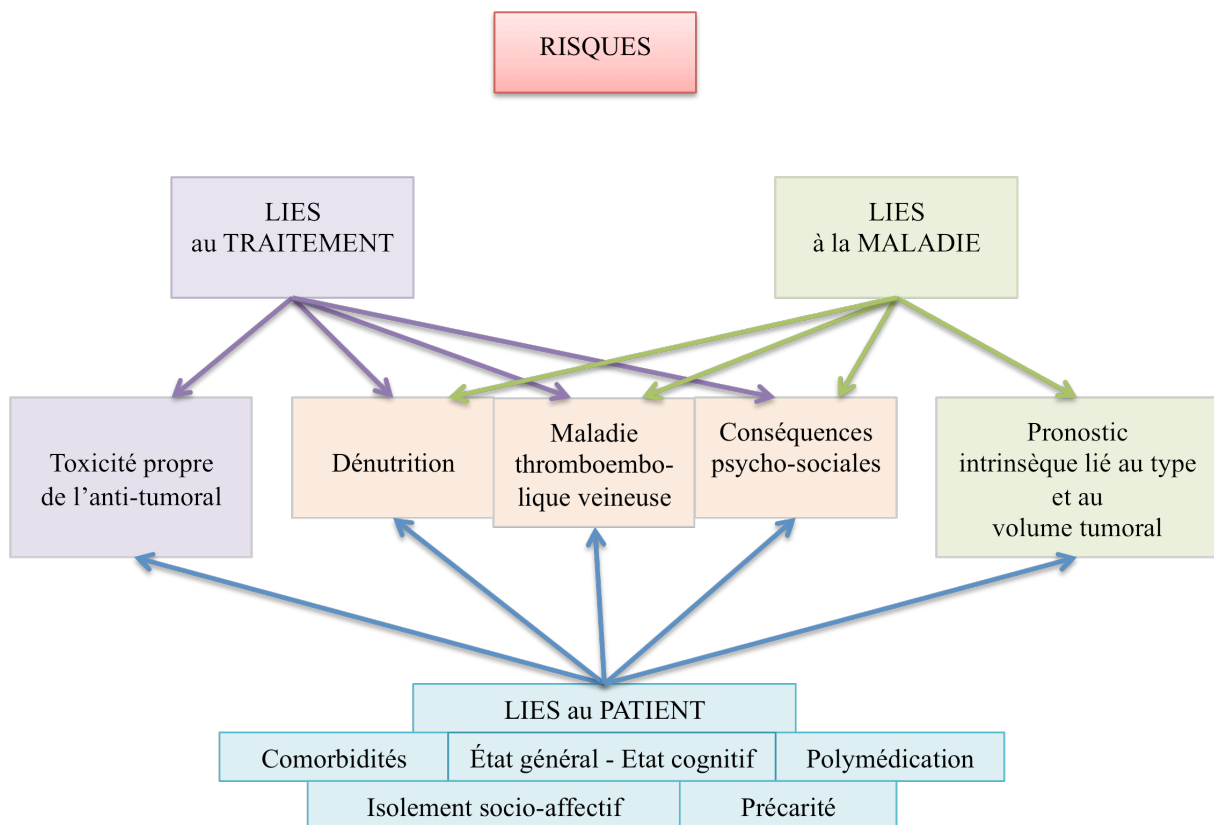 RISQUES
LIES
au TRAITEMENT
LIES
à la MALADIE
Toxicité propre
de l'anti-tumoral
Dénutrition
Maladie
thromboembo-
lique veineuse
Conséquences
psycho-sociales
Pronostic
intrinsèque lié au type
et au
volume tumoral
LIES au PATIENT
Comorbidités
État général - Etat cognitif
Polymédication
Isolement socio-affectif
Précarité